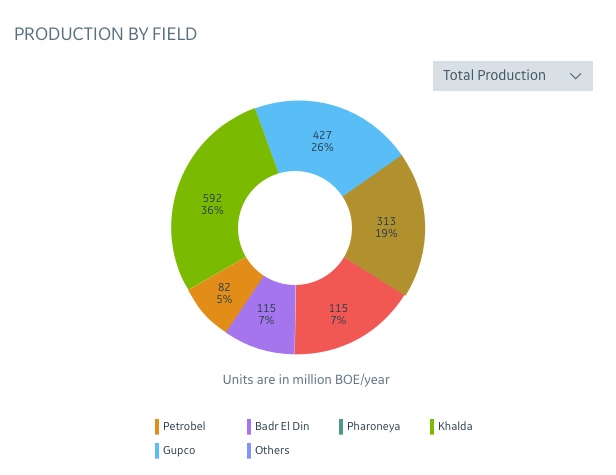 PRODUCTION BY FIELD
Total Production
427
26%
592
36%
313
19%
82
5%
115
7%
115
7%
Units are in million BOE/year
Petrobel
Badr El Din
Pharoneya
Khalda
Gupco
Others